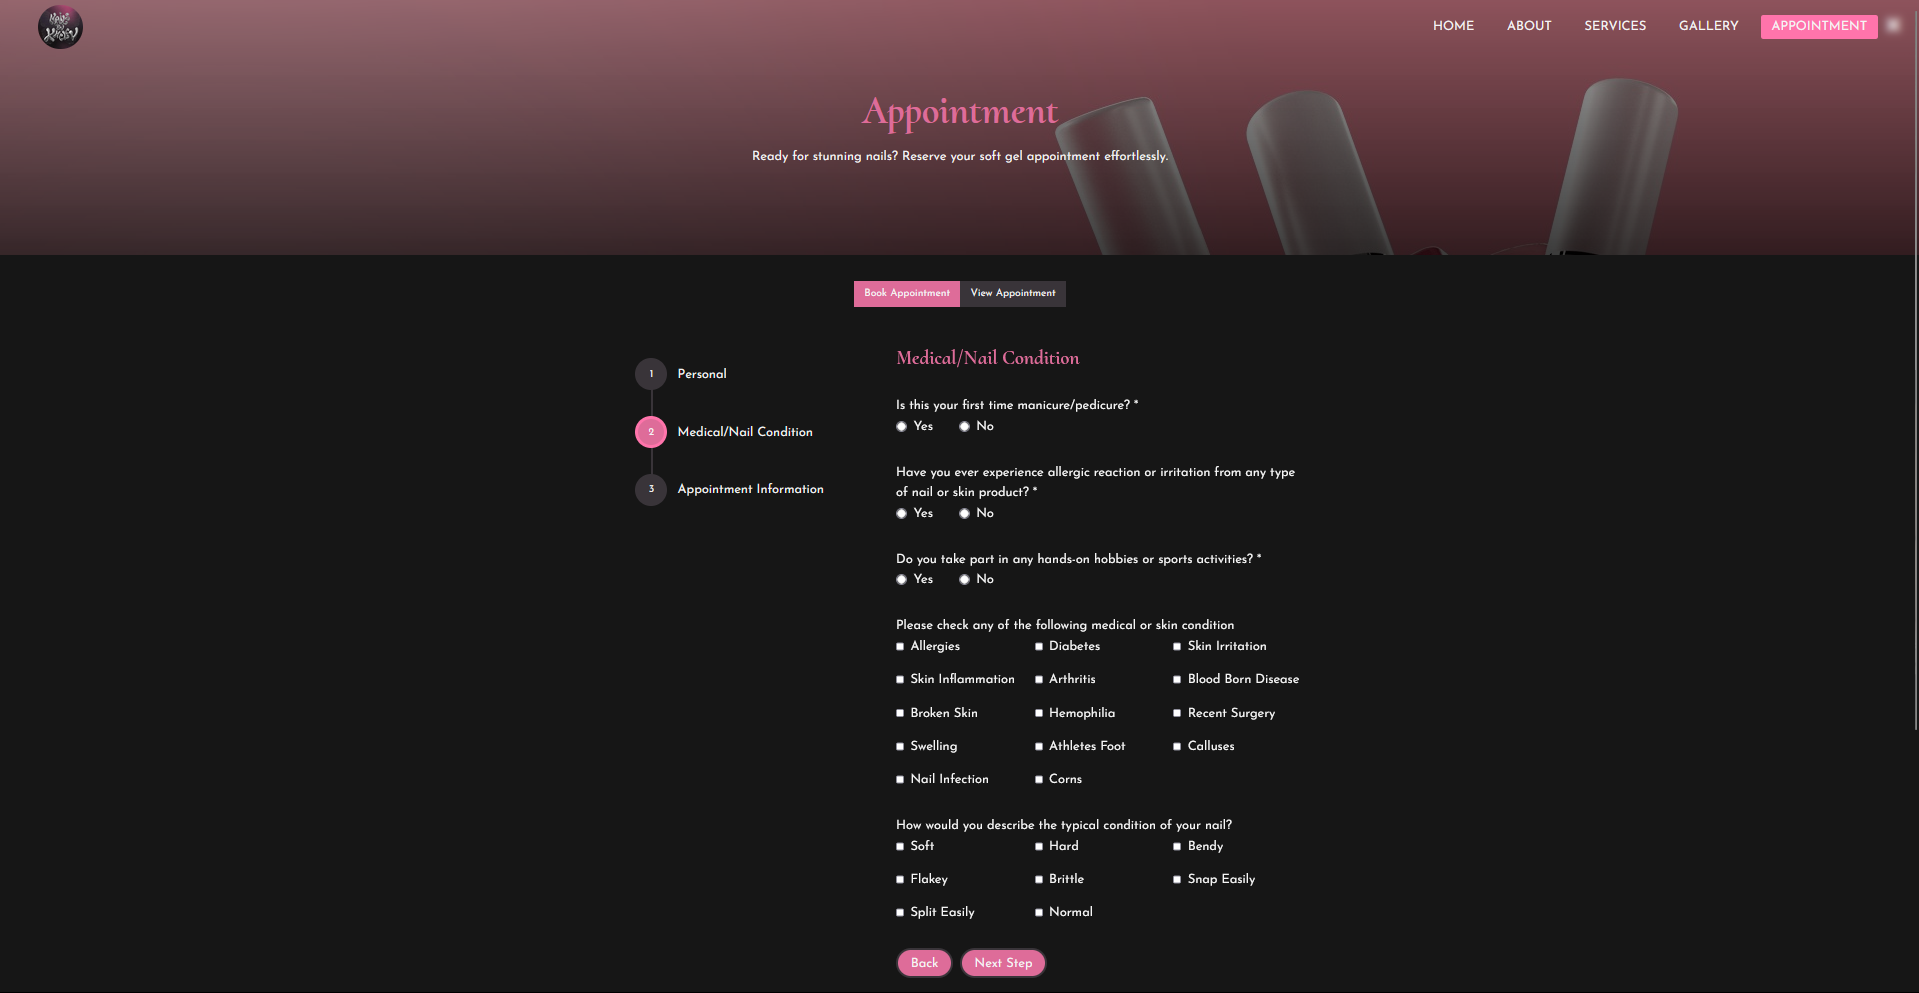 HOME ABOUT SERVICES GALLERY APPOINTMENT
Appointment
Ready for stunning nails? Reserve your soft gel appointment effortlessly.
Book Appointment View Appointment
1 Personal
2 Medical/Nail Condition
3 Appointment Information
Medical/Nail Condition
Is this your first time manicure/pedicure? *
Yes No
Have you ever experience allergic reaction or irritation from any type
of nail or skin product? *
Yes No
Do you take part in any hands-on hobbies or sports activities? *
Yes No
Please check any of the following medical or skin condition
Allergies Diabetes Skin Irritation
Skin Inflammation Arthritis Blood Born Disease
Broken Skin Hemophilia Recent Surgery
Swelling Athletes Foot Calluses
Nail Infection Corns
How would you describe the typical condition of your nail?
Soft Hard Bendy
Flakey Brittle Snap Easily
Split Easily Normal
Back Next Step